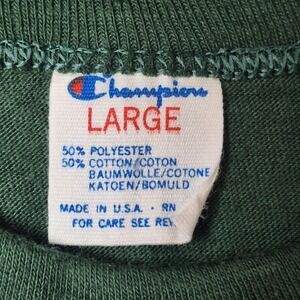 Champion
LARGE
50% POLYESTER
50% COTTON/COTON
BAUMWOLLE/COTONE
KATOEN/BOMULD
MADE IN U.S.A. · RN
FOR CARE SEE REV